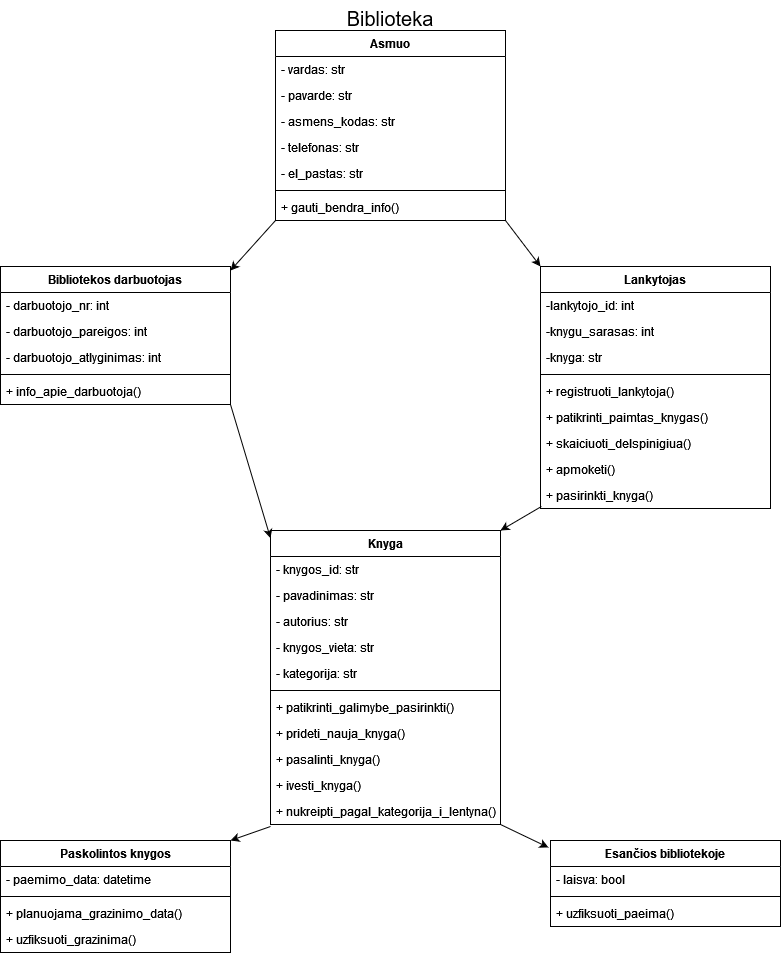 Biblioteka
Asmuo
- vardas: str
- pavarde: str
- asmens_kodas: str
- telefonas: str
- el_pastas: str
+ gauti_bendra_info()
Bibliotekos darbuotojas
- darbuotojo_nr: int
- darbuotojo_pareigos: int
- darbuotojo_atlyginimas: int
+ info_apie_darbuotoja()
Lankytojas
-lankytojo_id: int
-knygu_sarasas: int
-knyga: str
+ registruoti_lankytoja()
+ patikrinti_paimtas_knygas()
+ skaiciuoti_delspinigiua()
+ apmoketi()
+ pasirinkti_knyga()
Knyga
- knygos_id: str
- pavadinimas: str
- autorius: str
- knygos_vieta: str
- kategorija: str
+ patikrinti_galimybe_pasirinkti()
+ prideti_nauja_knyga()
+ pasalinti_knyga()
+ ivesti_knyga()
+ nukreipti_pagal_kategorija_i_lentyna()
Paskolintos knygos
- paemimo_data: datetime
+ planuojama_grazinimo_data()
+ uzfiksuoti_grazinima()
Esančios bibliotekoje
- laisva: bool
+ uzfiksuoti_paeima()